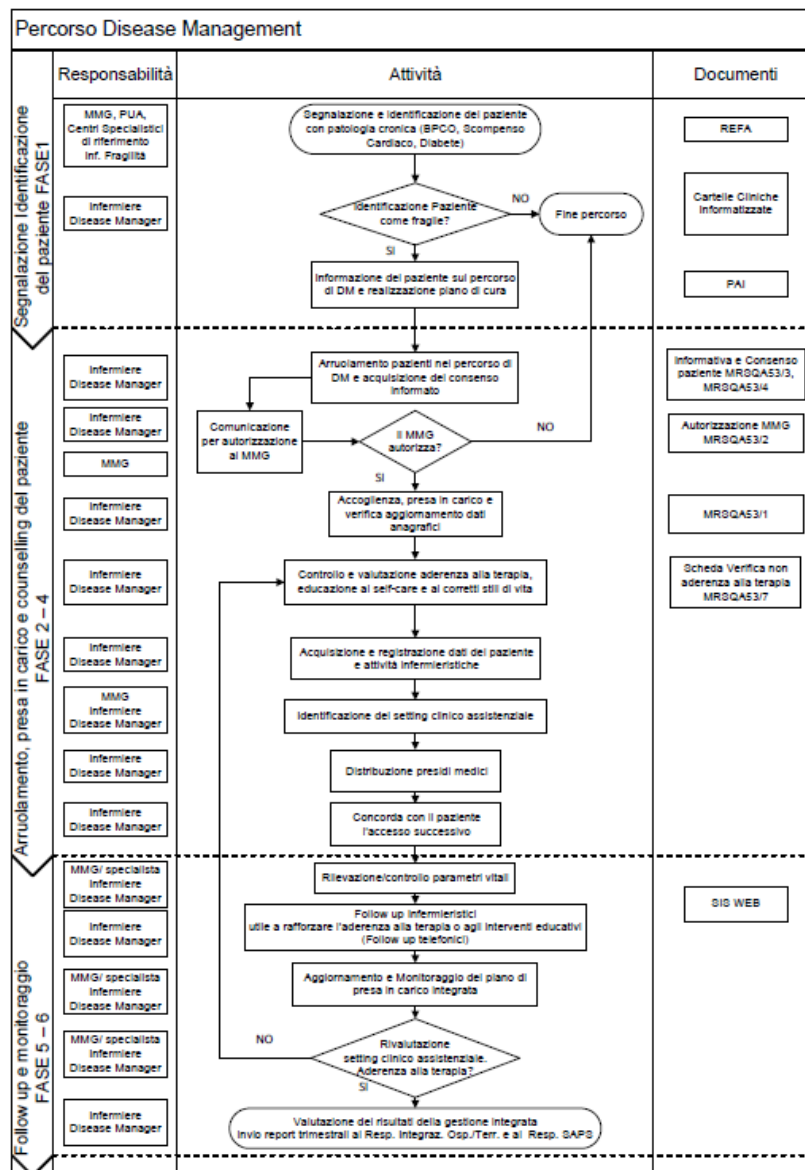 Percorso Disease Management
Responsabilità
Attività
Documenti
Segnalazione Identificazione
del paziente FASE1
MMG, PUA,
Centri Specialistici
di riferimento
Inf. Fragilità
Segnalazione e identificazione del paziente
con patologia cronica (BPCO, Scompenso
Cardiaco, Diabete)
REFA
Infermiere
Disease Manager
Identificazione Paziente
come fragile?
NO
Fine percorso
Cartelle Cliniche
Informatizzate
SI
Informazione del paziente sul percorso
di DM e realizzazione piano di cura
PAI
Arruolamento, presa in carico e counselling del paziente
FASE 2 – 4
Infermiere
Disease Manager
Arruolamento pazienti nel percorso di
DM e acquisizione del consenso
informato
Informativa e Consenso
paziente MRSQA53/3,
MRSQA53/4
Infermiere
Disease Manager
MMG
Comunicazione
per autorizzazione
al MMG
Il MMG
autorizza?
NO
Autorizzazione MMG
MRSQA53/2
SI
Infermiere
Disease Manager
Accoglienza, presa in carico e
verifica aggiornamento dati
anagrafici
MRSQA53/1
Infermiere
Disease Manager
Controllo e valutazione aderenza alla terapia,
educazione al self-care e ai corretti stili di vita
Scheda Verifica non
aderenza alla terapia
MRSQA53/7
Infermiere
Disease Manager
Acquisizione e registrazione dati del paziente
e attività infermieristiche
MMG
Infermiere
Disease Manager
Identificazione del setting clinico assistenziale
Infermiere
Disease Manager
Distribuzione presidi medici
Infermiere
Disease Manager
Concorda con il paziente
l'accesso successivo
Follow up e monitoraggio
FASE 5 – 6
MMG/ specialista
Infermiere
Disease Manager
Rilevazione/controllo parametri vitali
SIS WEB
Infermiere
Disease Manager
Follow up infermieristici
utile a rafforzare l'aderenza alla terapia o agli interventi educativi
(Follow up telefonici)
MMG/ specialista
Infermiere
Disease Manager
Aggiornamento e Monitoraggio del piano di
presa in carico integrata
MMG/ specialista
Infermiere
Disease Manager
NO
Rivalutazione
setting clinico assistenziale.
Aderenza alla terapia?
SI
Infermiere
Disease Manager
Valutazione dei risultati della gestione integrata
Invio report trimestrali al Resp. Integraz. Osp./Terr. e al Resp. SAPS